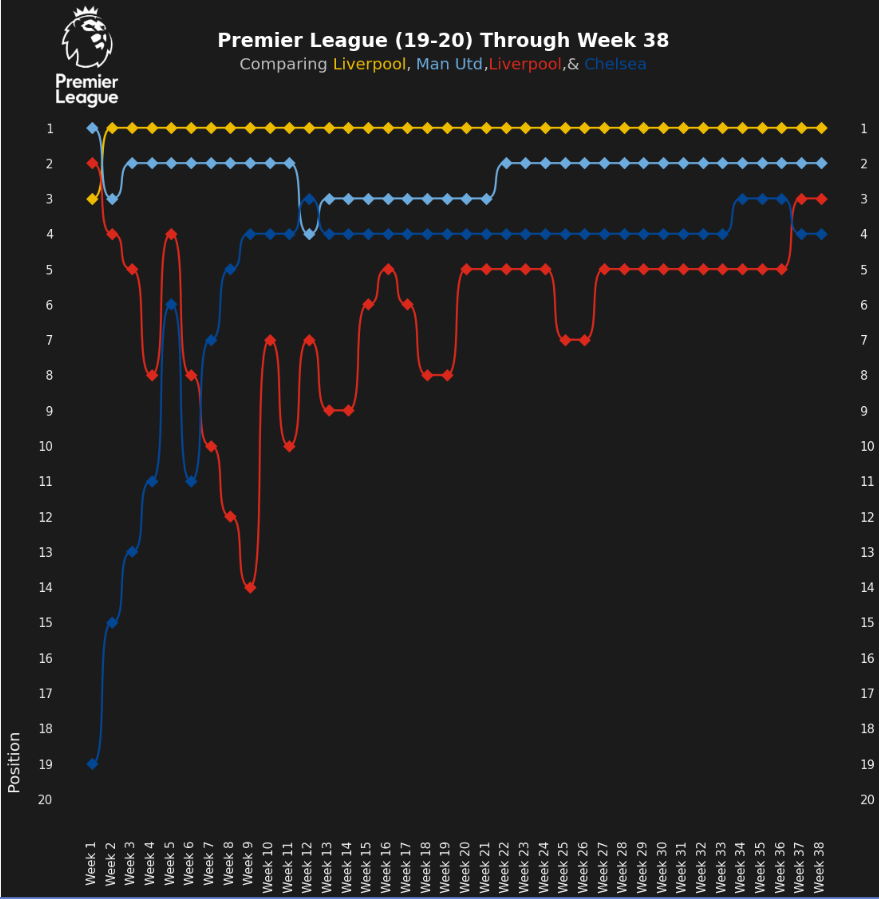 Premier League (19-20) Through Week 38
Comparing Liverpool, Man Utd,Liverpool,& Chelsea
Premier
League
1 1
2 2
3 3
4 4
5 5
6 6
7 7
8 8
9 9
10 10
11 11
12 12
13 13
14 14
15 15
16 16
17 17
18 18
19 19
20 20
Position
Week 1
Week 2
Week 3
Week 4
Week 5
Week 6
Week 7
Week 8
Week 9
Week 10
Week 11
Week 12
Week 13
Week 14
Week 15
Week 16
Week 17
Week 18
Week 19
Week 20
Week 21
Week 22
Week 23
Week 24
Week 25
Week 26
Week 27
Week 28
Week 29
Week 30
Week 31
Week 32
Week 33
Week 34
Week 35
Week 36
Week 37
Week 38